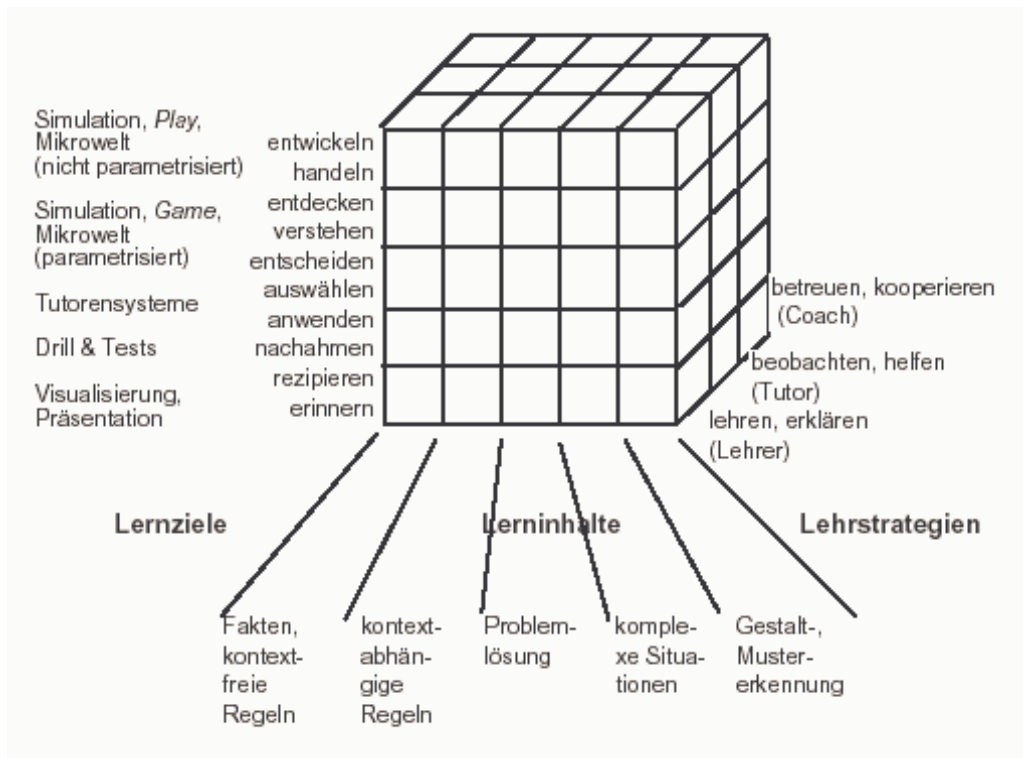 Simulation, Play,
Mikrowelt
(nicht parametrisiert)
Simulation, Game,
Mikrowelt
(parametrisiert)
Tutorensysteme
Drill & Tests
Visualisierung,
Präsentation
entwickeln
handeln
entdecken
verstehen
entscheiden
auswählen
anwenden
nachahmen
rezipieren
erinnern
betreuen, kooperieren
(Coach)
beobachten, helfen
(Tutor)
lehren, erklären
(Lehrer)
Lernziele
Lerninhalte
Lehrstrategien
Fakten,
kontext-
freie
Regeln
kontext-
abhän-
gige
Regeln
Problem-
lösung
komple-
xe Situa-
tionen
Gestalt-,
Muster-
erkennung